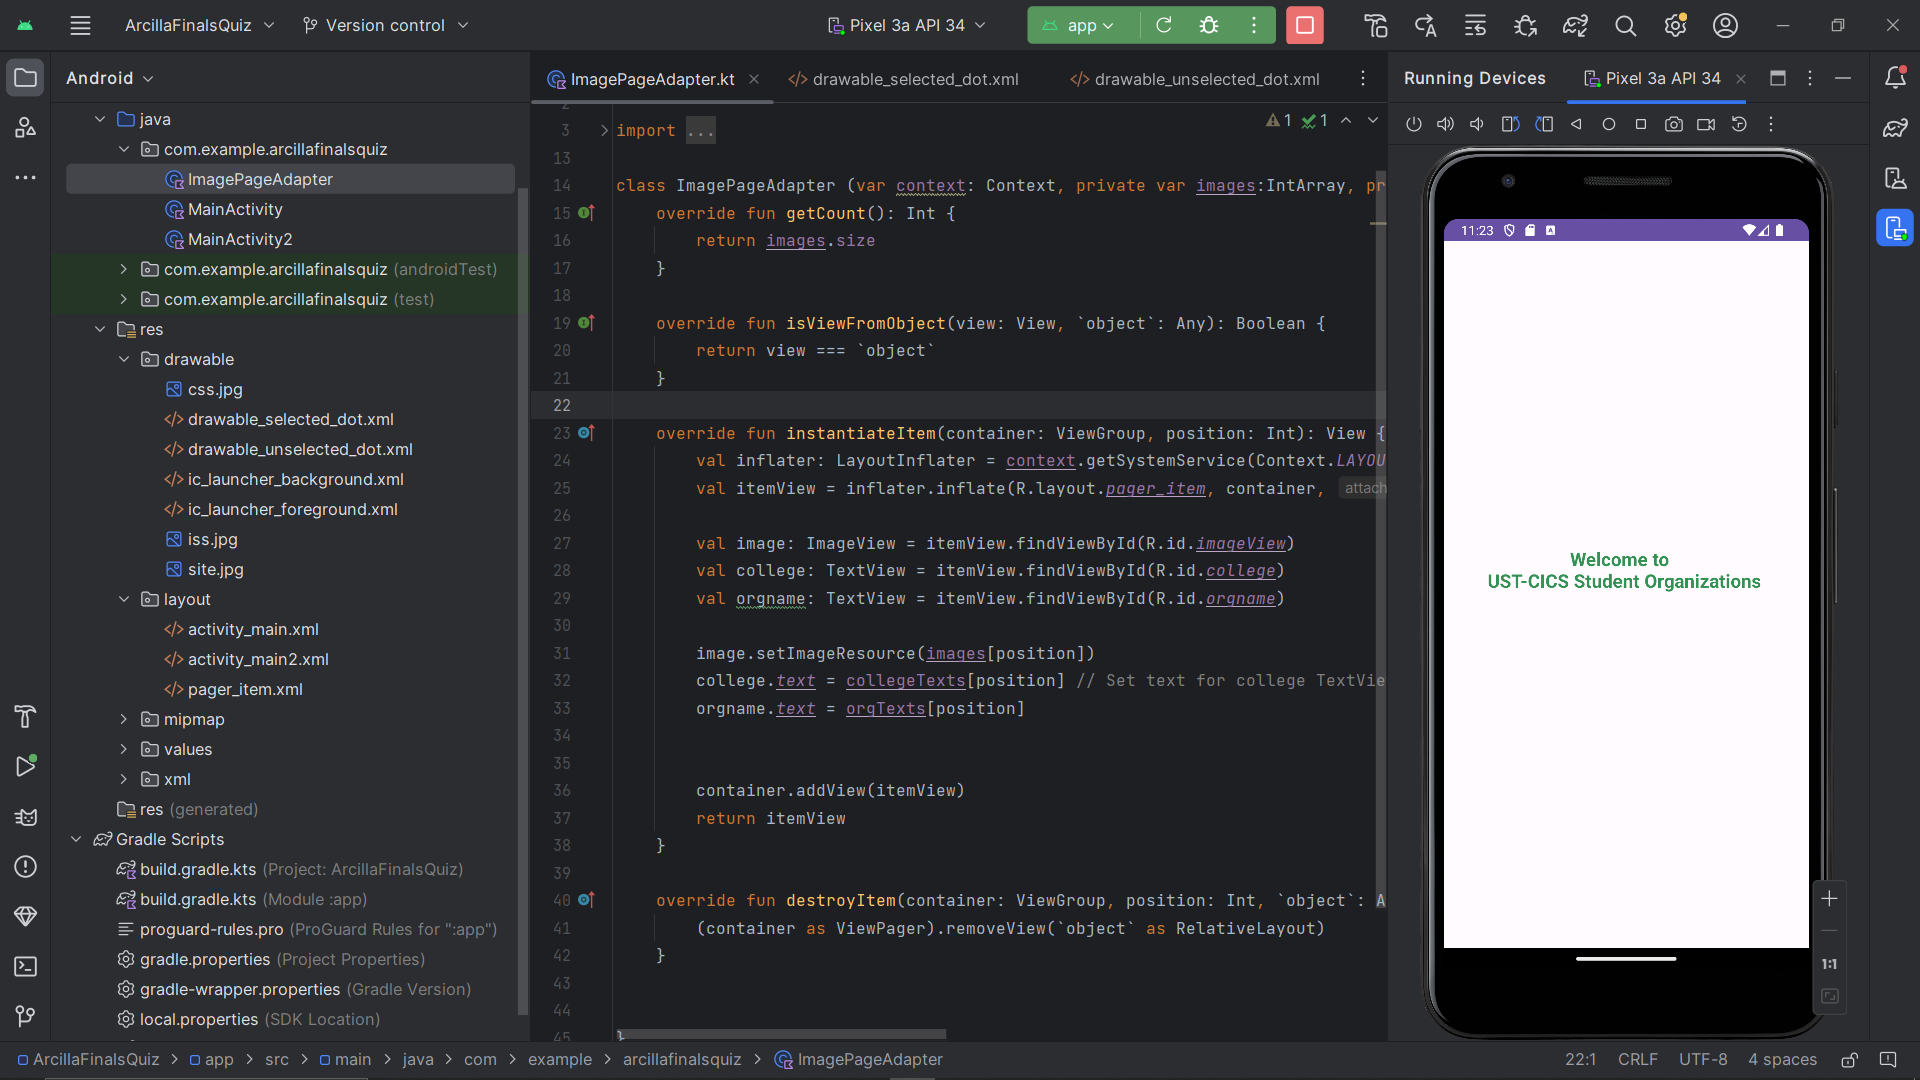 ArcillaFinalsQuiz
Version control
Pixel 3a API 34
app
Android
java
com.example.arcillafinalsquiz
ImagePageAdapter
MainActivity
MainActivity2
com.example.arcillafinalsquiz (androidTest)
com.example.arcillafinalsquiz (test)
res
drawable
css.jpg
drawable_selected_dot.xml
drawable_unselected_dot.xml
ic_launcher_background.xml
ic_launcher_foreground.xml
iss.jpg
site.jpg
layout
activity_main.xml
activity_main2.xml
pager_item.xml
mipmap
values
xml
res (generated)
Gradle Scripts
build.gradle.kts (Project: ArcillaFinalsQuiz)
build.gradle.kts (Module :app)
proguard-rules.pro (ProGuard Rules for ":app")
gradle.properties (Project Properties)
gradle-wrapper.properties (Gradle Version)
local.properties (SDK Location)
ImagePageAdapter.kt
drawable_selected_dot.xml
drawable_unselected_dot.xml
1 1
2
3 import ...
13
14 class ImagePageAdapter (var context: Context, private var images:IntArray, pr
15 override fun getCount(): Int {
16 return images.size
17 }
18
19 override fun isViewFromObject(view: View, `object`: Any): Boolean {
20 return view === `object`
21 }
22
23 override fun instantiateItem(container: ViewGroup, position: Int): View {
24 val inflater: LayoutInflater = context.getSystemService(Context.LAYOU
25 val itemView = inflater.inflate(R.layout.pager_item, container, attach
26
27 val image: ImageView = itemView.findViewById(R.id.imageView)
28 val college: TextView = itemView.findViewById(R.id.college)
29 val orgname: TextView = itemView.findViewById(R.id.orgname)
30
31 image.setImageResource(images[position])
32 college.text = collegeTexts[position] // Set text for college TextVie
33 orgname.text = orgTexts[position]
34
35
36 container.addView(itemView)
37 return itemView
38 }
39
40 override fun destroyItem(container: ViewGroup, position: Int, `object`: A
41 (container as ViewPager).removeView(`object` as RelativeLayout)
42 }
43
44
45 }
Running Devices
Pixel 3a API 34
11:23
Welcome to
UST-CICS Student Organizations
1:1
ArcillaFinalsQuiz > app > src > main > java > com > example > arcillafinalsquiz > ImagePageAdapter
22:1 CRLF UTF-8 4 spaces